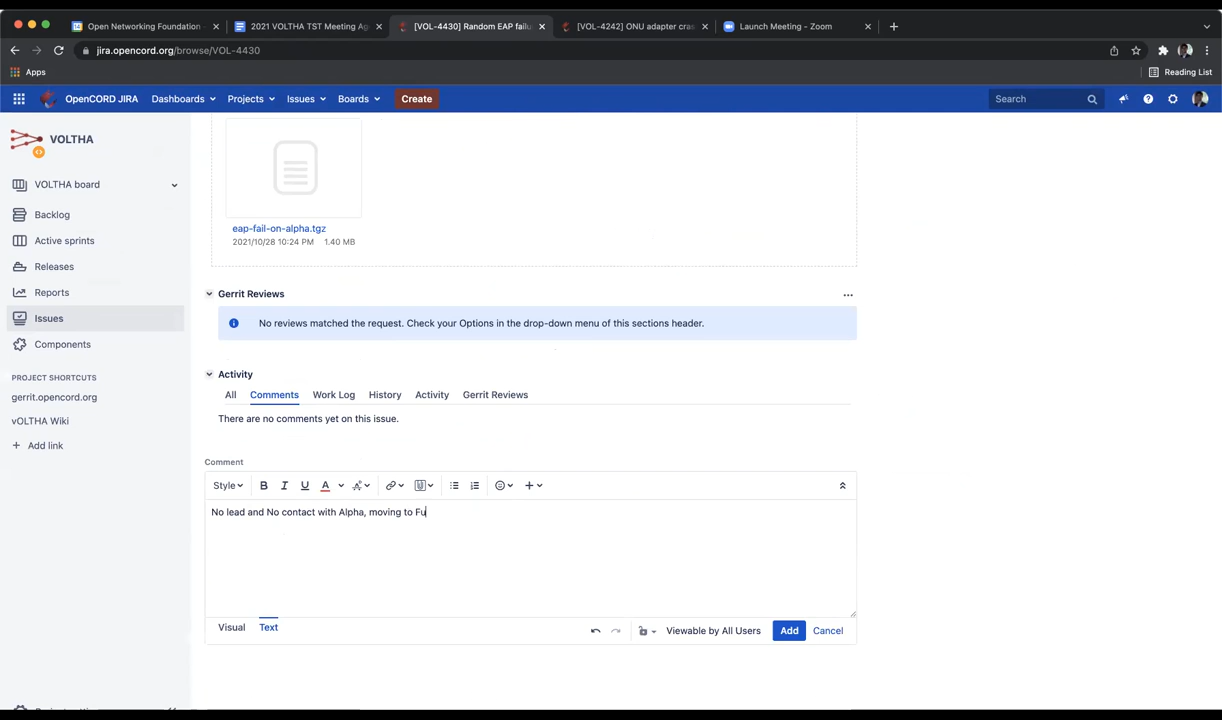 Open Networking Foundation -
2021 VOLTHA TST Meeting Ag
[VOL-4430] Random EAP failu
[VOL-4242] ONU adapter cras
Launch Meeting - Zoom
jira.opencord.org/browse/VOL-4430
Apps
Reading List
OpenCORD JIRA
Dashboards
Projects
Issues
Boards
Create
Search
VOLTHA
VOLTHA board
Backlog
Active sprints
Releases
Reports
Issues
Components
PROJECT SHORTCUTS
gerrit.opencord.org
vOLTHA Wiki
+ Add link
eap-fail-on-alpha.tgz
2021/10/28 10:24 PM 1.40 MB
Gerrit Reviews
No reviews matched the request. Check your Options in the drop-down menu of this sections header.
Activity
All Comments Work Log History Activity Gerrit Reviews
There are no comments yet on this issue.
Comment
Style B I U A
No lead and No contact with Alpha, moving to Fu
Visual Text
Viewable by All Users Add Cancel